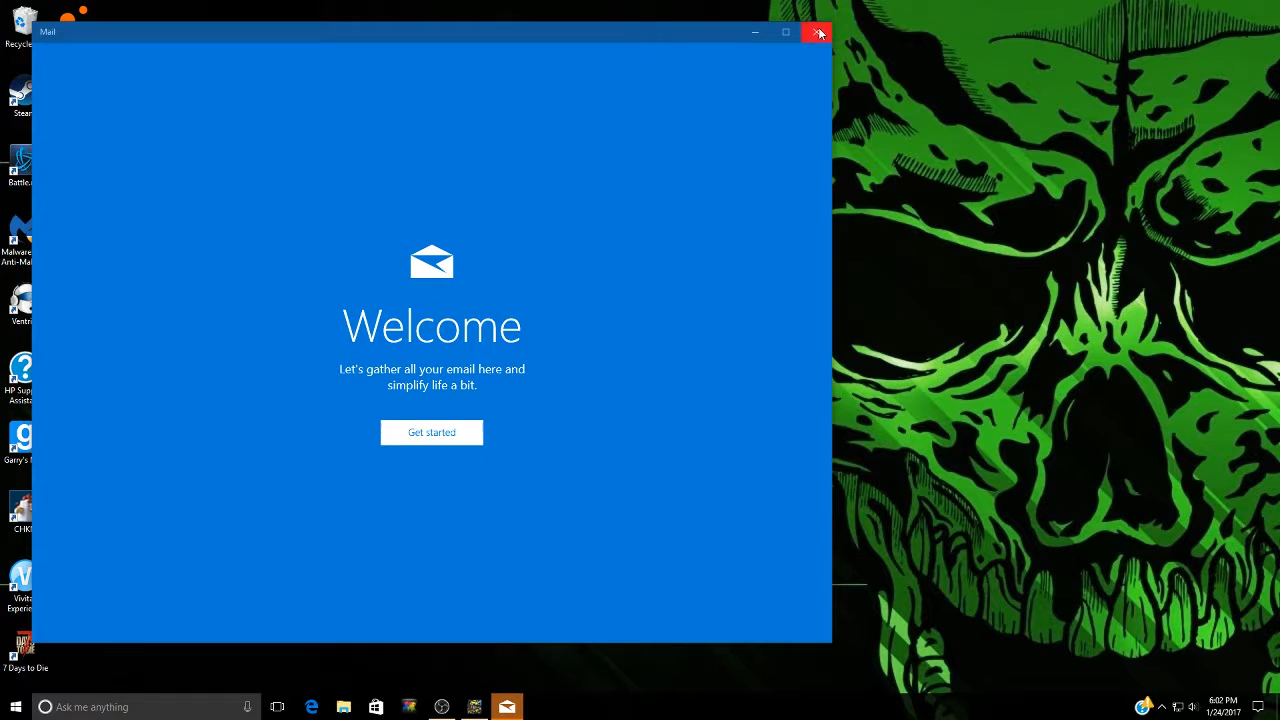 Mail
Welcome
Let's gather all your email here and
simplify life a bit.
Get started
Recycle
Steam
Battle.n
Malware
Anti-Mal
Ventri
HP Supp
Assista
Garry's M
CHK
Vivita
Experie
7 Days to Die
Ask me anything
6:02 PM
1/24/2017